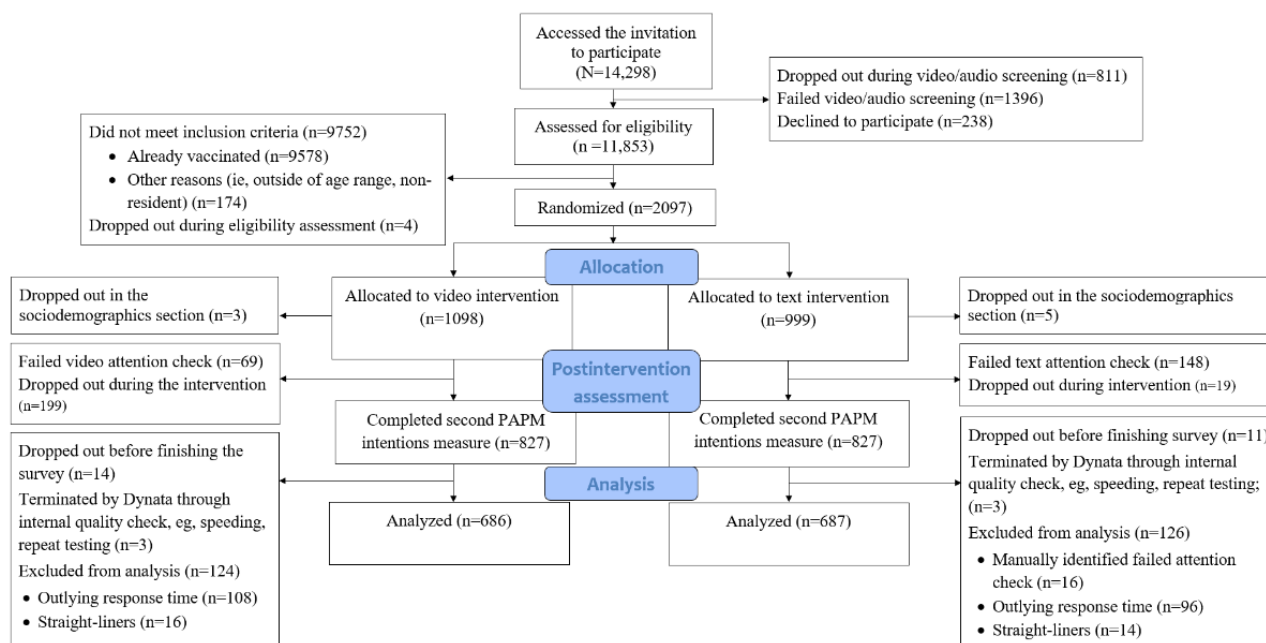 Accessed the invitation
to participate
(N=14,298)
Dropped out during video/audio screening (n=811)
Failed video/audio screening (n=1396)
Declined to participate (n=238)
Assessed for eligibility
(n =11,853)
Did not meet inclusion criteria (n=9752)
• Already vaccinated (n=9578)
• Other reasons (ie, outside of age range, non-
resident) (n=174)
Dropped out during eligibility assessment (n=4)
Randomized (n=2097)
Allocation
Allocated to video intervention
(n=1098)
Allocated to text intervention
(n=999)
Dropped out in the
sociodemographics section (n=3)
Dropped out in the sociodemographics
section (n=5)
Failed video attention check (n=69)
Dropped out during the intervention
(n=199)
Postintervention
assessment
Failed text attention check (n=148)
Dropped out during intervention (n=19)
Completed second PAPM
intentions measure (n=827)
Completed second PAPM
intentions measure (n=827)
Dropped out before finishing the
survey (n=14)
Terminated by Dynata through
internal quality check, eg, speeding,
repeat testing (n=3)
Excluded from analysis (n=124)
• Outlying response time (n=108)
• Straight-liners (n=16)
Analysis
Analyzed (n=686)
Analyzed (n=687)
Dropped out before finishing survey (n=11)
Terminated by Dynata through internal
quality check, eg, speeding, repeat testing;
(n=3)
Excluded from analysis (n=126)
• Manually identified failed attention
check (n=16)
• Outlying response time (n=96)
• Straight-liners (n=14)